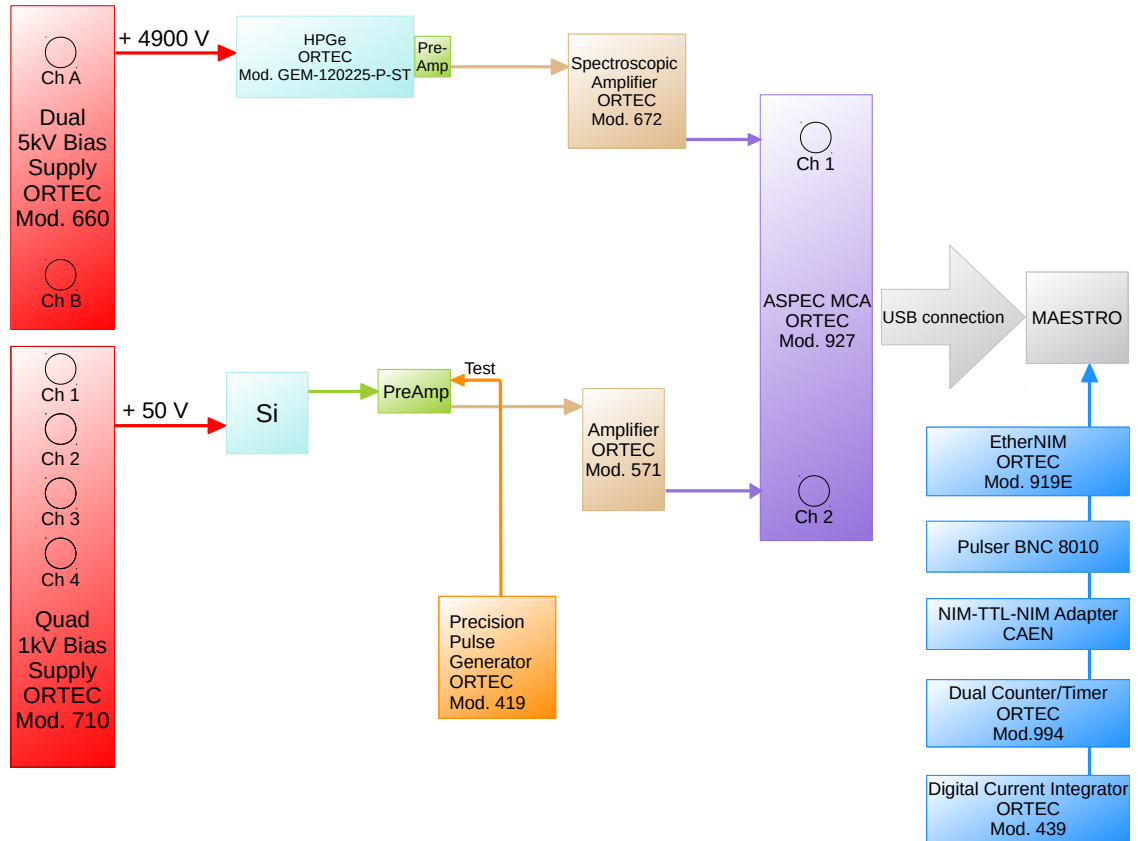 Ch A
Dual
5kV Bias
Supply
ORTEC
Mod. 660
Ch B
+ 4900 V
HPGe
ORTEC
Mod. GEM-120225-P-ST
Pre-
Amp
Spectroscopic
Amplifier
ORTEC
Mod. 672
Ch 1
ASPEC MCA
ORTEC
Mod. 927
Ch 2
USB connection
MAESTRO
Ch 1
Ch 2
Ch 3
Ch 4
Quad
1kV Bias
Supply
ORTEC
Mod. 710
+ 50 V
Si
PreAmp
Test
Amplifier
ORTEC
Mod. 571
Precision
Pulse
Generator
ORTEC
Mod. 419
EtherNIM
ORTEC
Mod. 919E
Pulser BNC 8010
NIM-TTL-NIM Adapter
CAEN
Dual Counter/Timer
ORTEC
Mod.994
Digital Current Integrator
ORTEC
Mod. 439